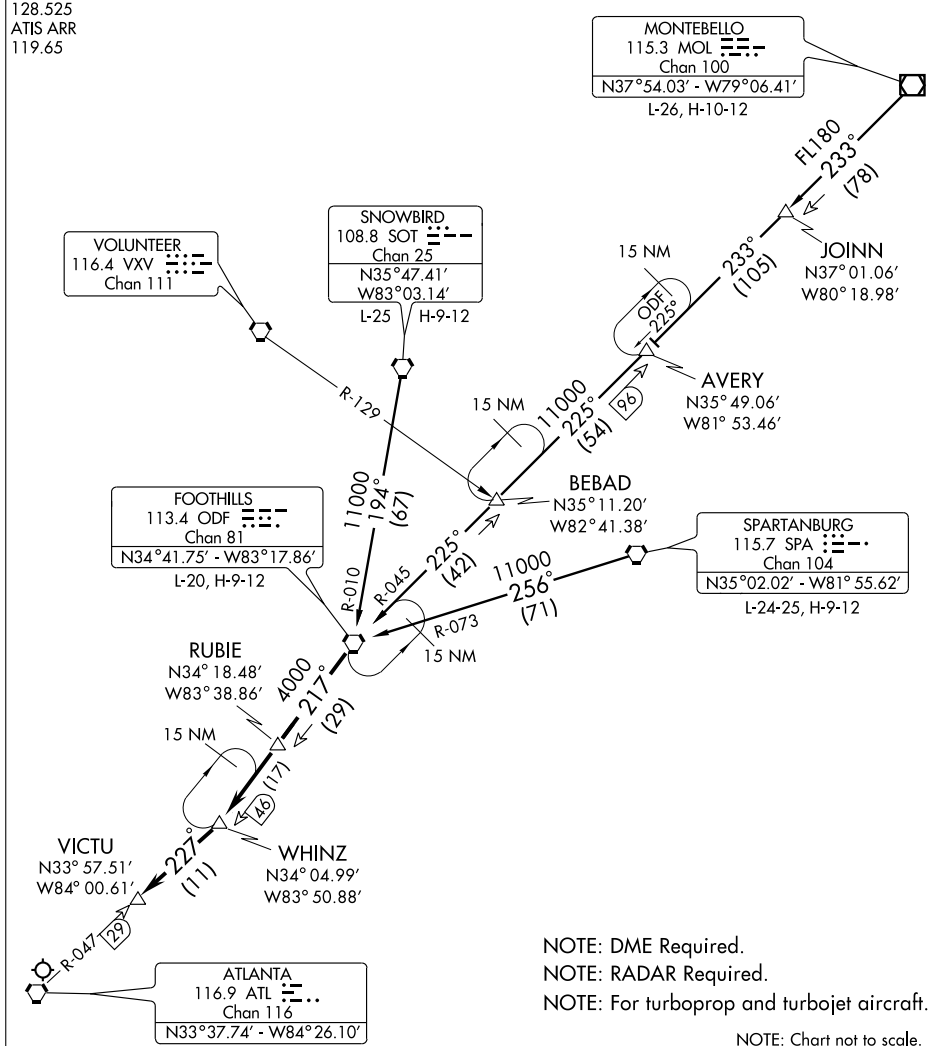 128.525
ATIS ARR
119.65
MONTEBELLO
115.3 MOL
Chan 100
N37°54.03′ - W79°06.41′
L-26, H-10-12
FL180
233°
(78)
JOINN
N37°01.06′
W80°18.98′
SNOWBIRD
108.8 SOT
Chan 25
N35°47.41′
W83°03.14′
L-25 H-9-12
VOLUNTEER
116.4 VXV
Chan 111
15 NM
233°
(105)
ODF
225°
AVERY
N35°49.06′
W81°53.46′
R-129
15 NM
11000
225°
(54)
96
BEBAD
N35°11.20′
W82°41.38′
11000
194°
(67)
R-010
FOOTHILLS
113.4 ODF
Chan 81
N34°41.75′ - W83°17.86′
L-20, H-9-12
R-045
225°
(42)
SPARTANBURG
115.7 SPA
Chan 104
N35°02.02′ - W81°55.62′
L-24-25, H-9-12
11000
256°
(71)
R-073
15 NM
RUBIE
N34°18.48′
W83°38.86′
4000
217°
(29)
15 NM
(17)
46
WHINZ
N34°04.99′
W83°50.88′
VICTU
N33°57.51′
W84°00.61′
227°
(11)
R-047
29
ATLANTA
116.9 ATL
Chan 116
N33°37.74′ - W84°26.10′
NOTE: DME Required.
NOTE: RADAR Required.
NOTE: For turboprop and turbojet aircraft.
NOTE: Chart not to scale.